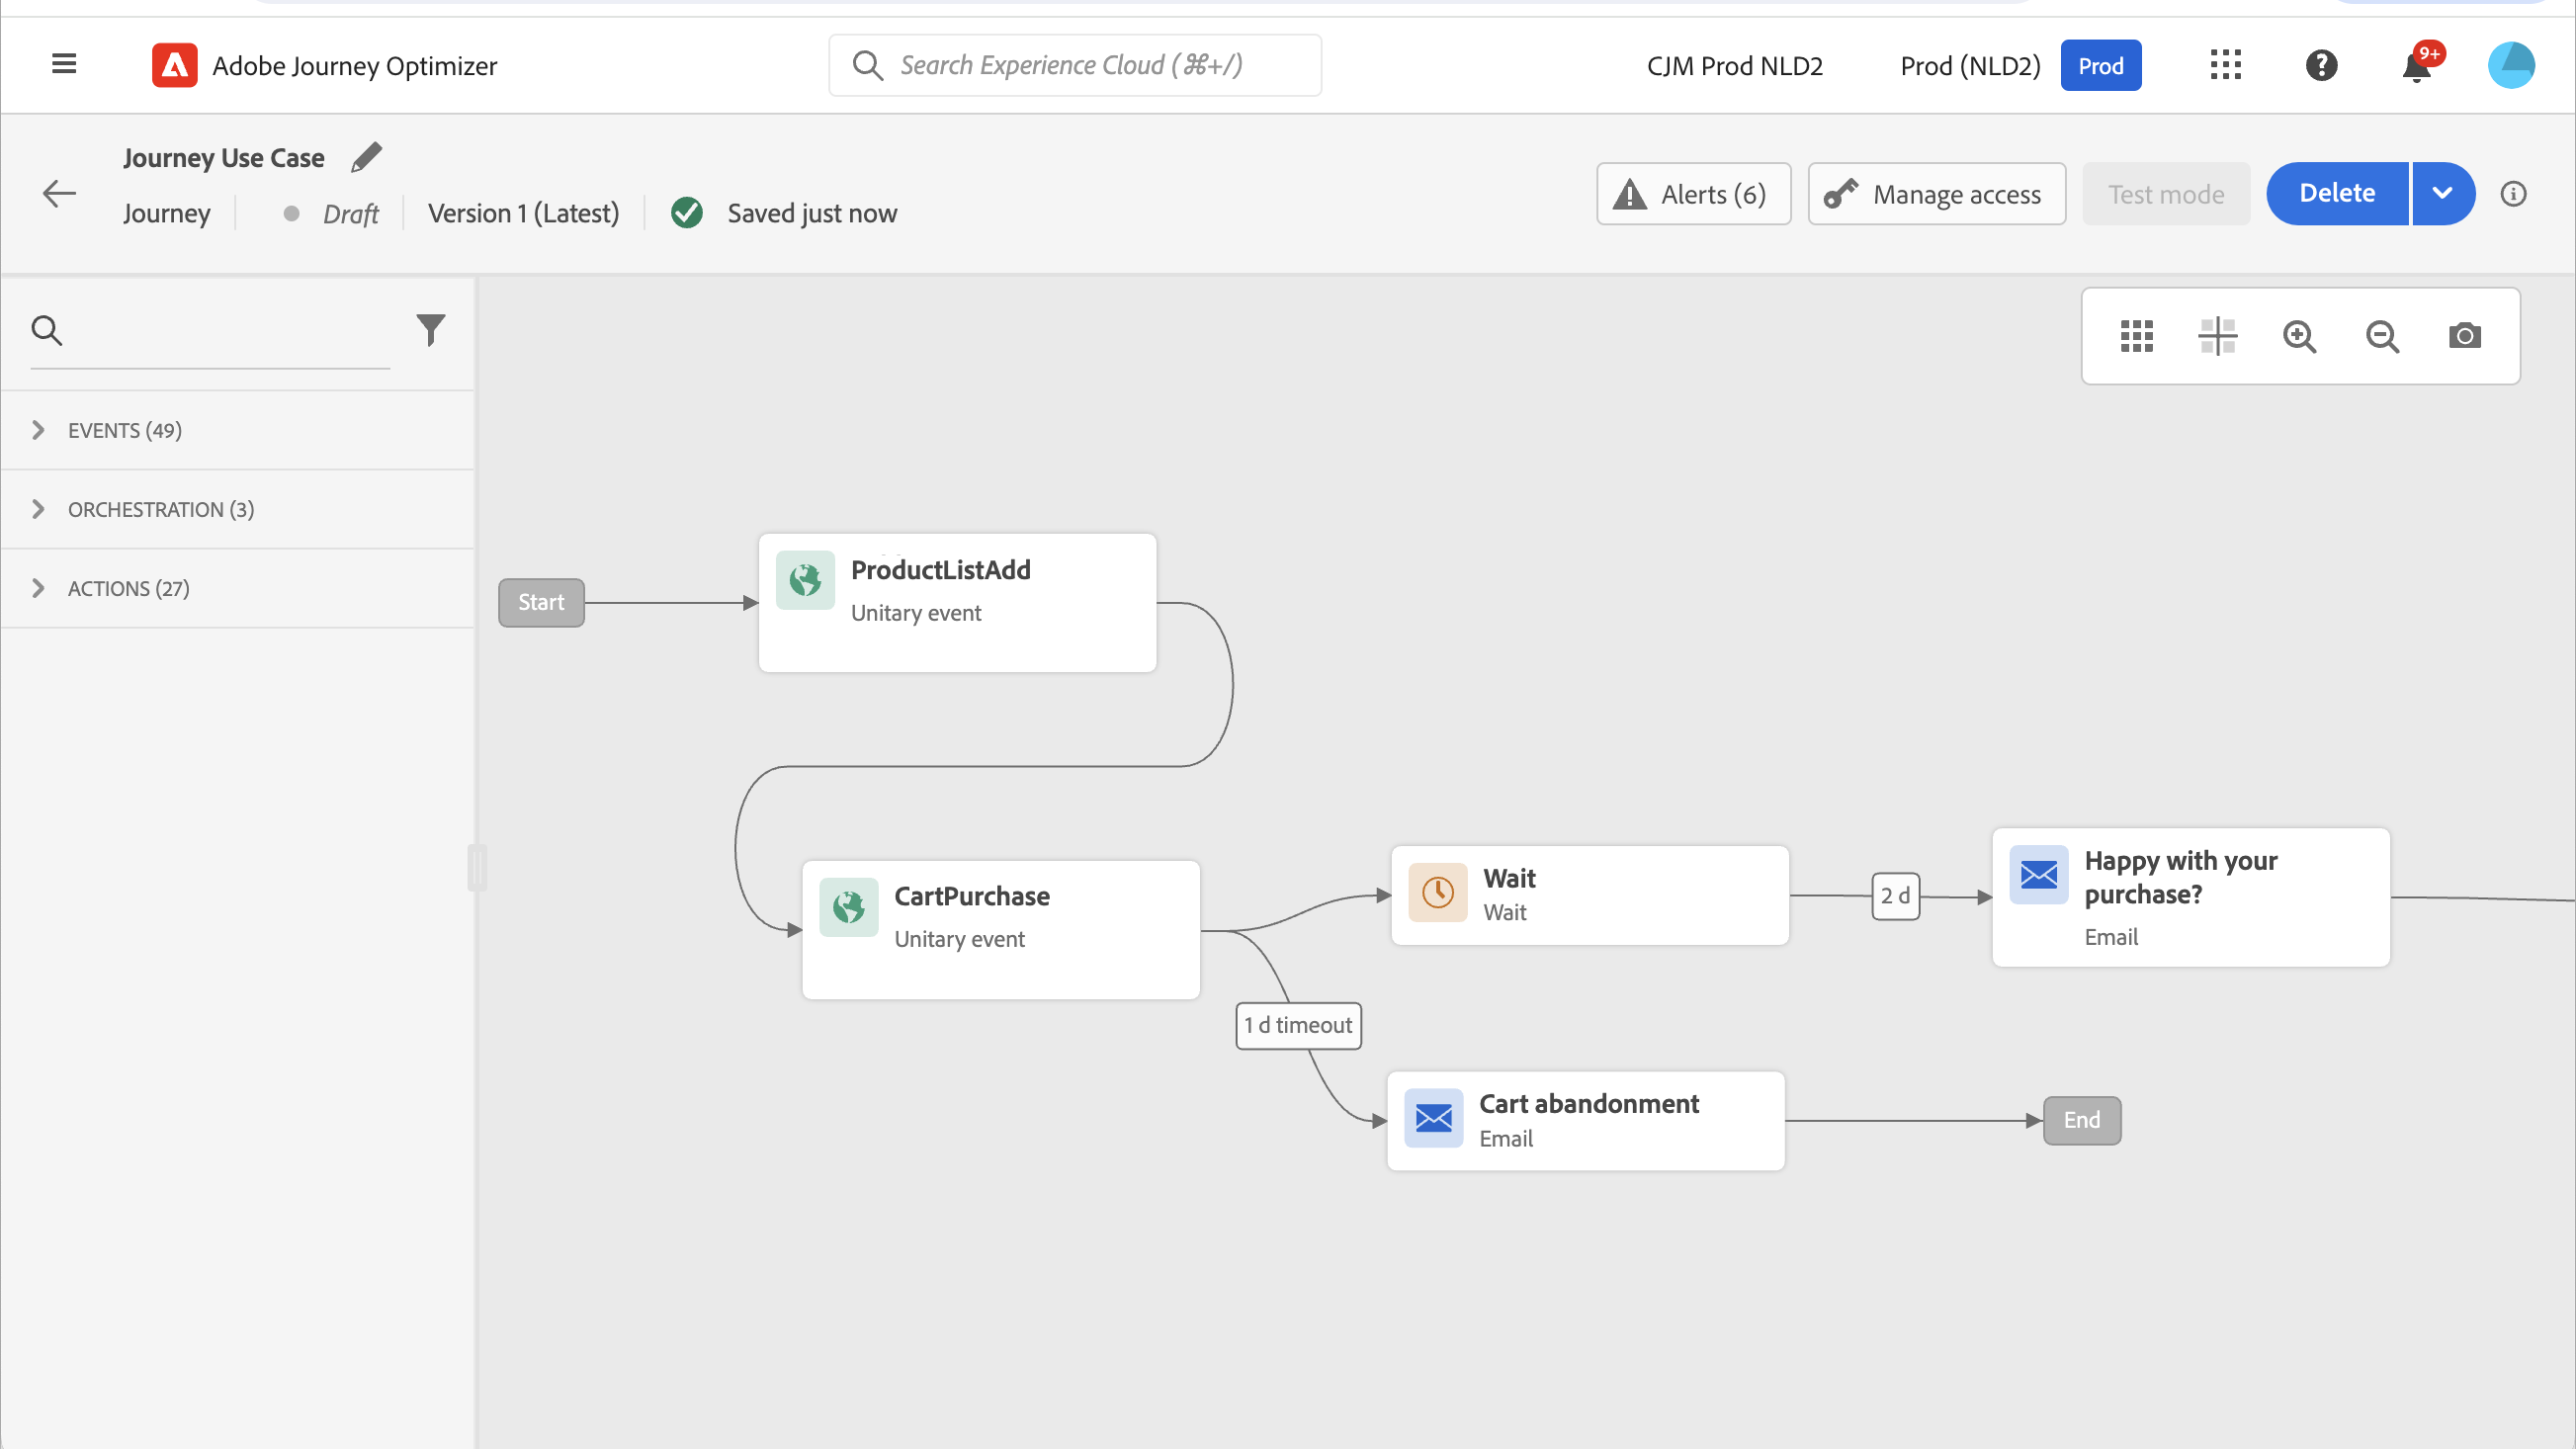 Adobe Journey Optimizer
Search Experience Cloud (⌘+/)
CJM Prod NLD2
Prod (NLD2)
Prod
9+
Journey Use Case
Journey
Draft
Version 1 (Latest)
Saved just now
Alerts (6)
Manage access
Test mode
Delete
EVENTS (49)
ORCHESTRATION (3)
ACTIONS (27)
Start
ProductListAdd
Unitary event
CartPurchase
Unitary event
Wait
Wait
2 d
Happy with your
purchase?
Email
1 d timeout
Cart abandonment
Email
End